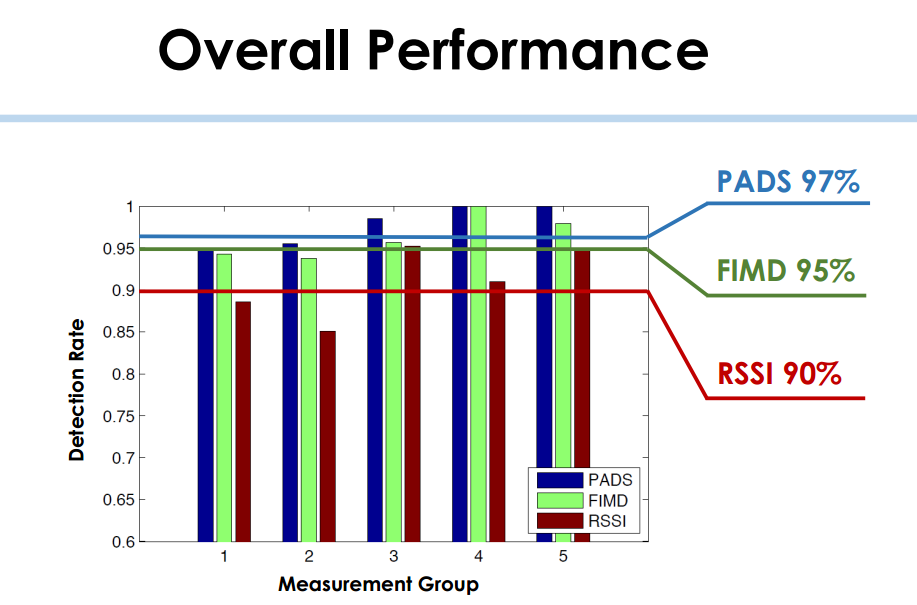 Overall Performance
PADS 97%
FIMD 95%
RSSI 90%
Detection Rate
1
0.95
0.9
0.85
0.8
0.75
0.7
0.65
0.6
PADS
FIMD
RSSI
1 2 3 4 5
Measurement Group